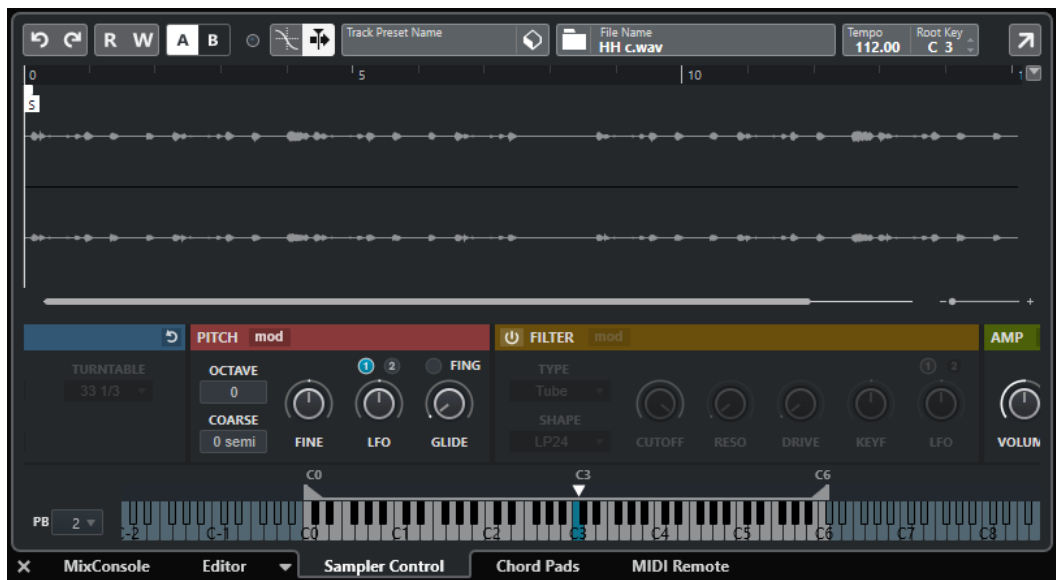 R W A B
Track Preset Name
File Name
HH c.wav
Tempo
112.00
Root Key
C 3
0 5 10 1
S
PITCH mod
FILTER mod
AMP
TURNTABLE
33 1/3
OCTAVE
0
COARSE
0 semi
1 2
FING
FINE LFO GLIDE
TYPE
Tube
SHAPE
LP24
1 2
CUTOFF RESO DRIVE KEYF LFO
VOLUM
C0 C3 C6
PB 2
C-2 C-1 C0 C1 C2 C3 C4 C5 C6 C7 C8
MixConsole Editor Sampler Control Chord Pads MIDI Remote